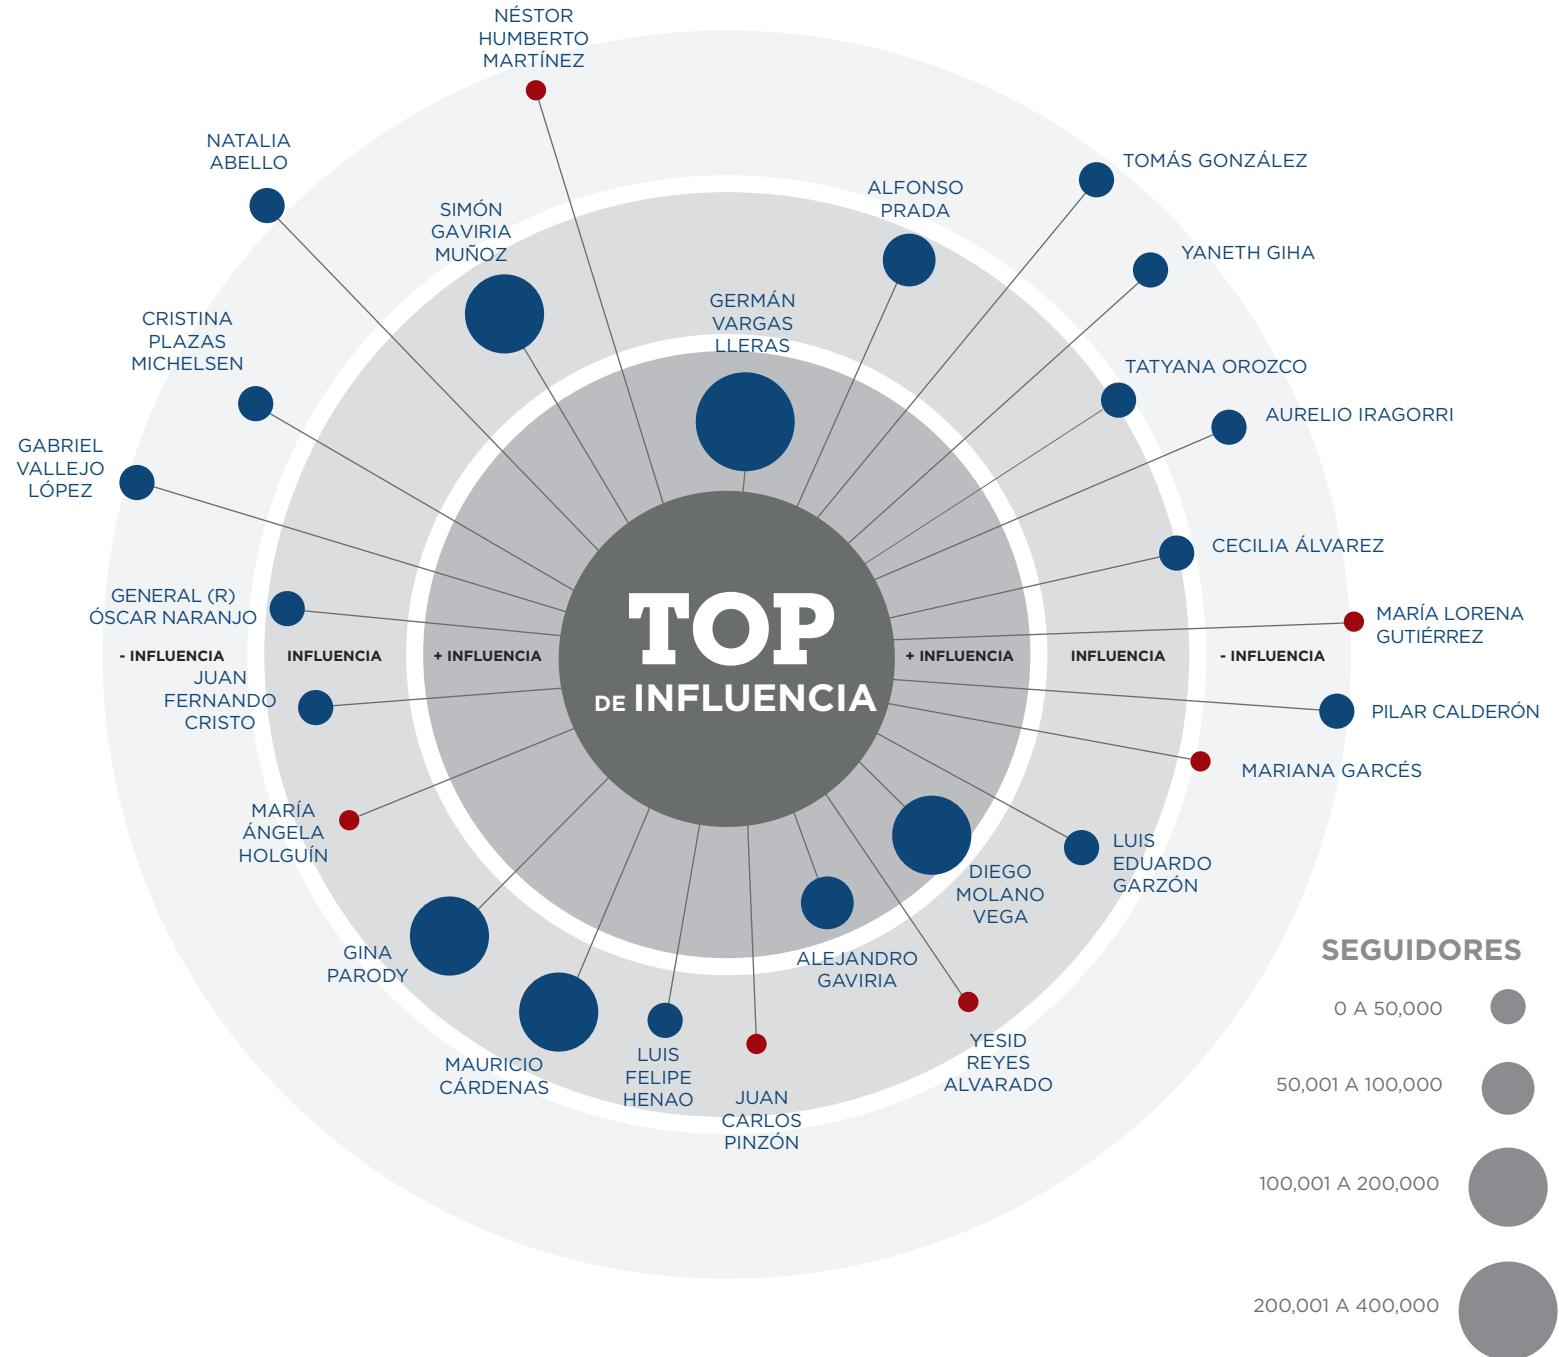 NÉSTOR
HUMBERTO
MARTÍNEZ
NATALIA
ABELLO
TOMÁS GONZÁLEZ
ALFONSO
PRADA
SIMÓN
GAVIRIA
MUÑOZ
YANETH GIHA
GERMÁN
VARGAS
LLERAS
CRISTINA
PLAZAS
MICHELSEN
TATYANA OROZCO
AURELIO IRAGORRI
GABRIEL
VALLEJO
LÓPEZ
CECILIA ÁLVAREZ
GENERAL (R)
ÓSCAR NARANJO
TOP
DE INFLUENCIA
MARÍA LORENA
GUTIÉRREZ
- INFLUENCIA
INFLUENCIA
+ INFLUENCIA
+ INFLUENCIA
INFLUENCIA
- INFLUENCIA
JUAN
FERNANDO
CRISTO
PILAR CALDERÓN
MARIANA GARCÉS
MARÍA
ÁNGELA
HOLGUÍN
LUIS
EDUARDO
GARZÓN
DIEGO
MOLANO
VEGA
GINA
PARODY
ALEJANDRO
GAVIRIA
MAURICIO
CÁRDENAS
LUIS
FELIPE
HENAO
JUAN
CARLOS
PINZÓN
YESID
REYES
ALVARADO
SEGUIDORES
0 A 50,000
50,001 A 100,000
100,001 A 200,000
200,001 A 400,000